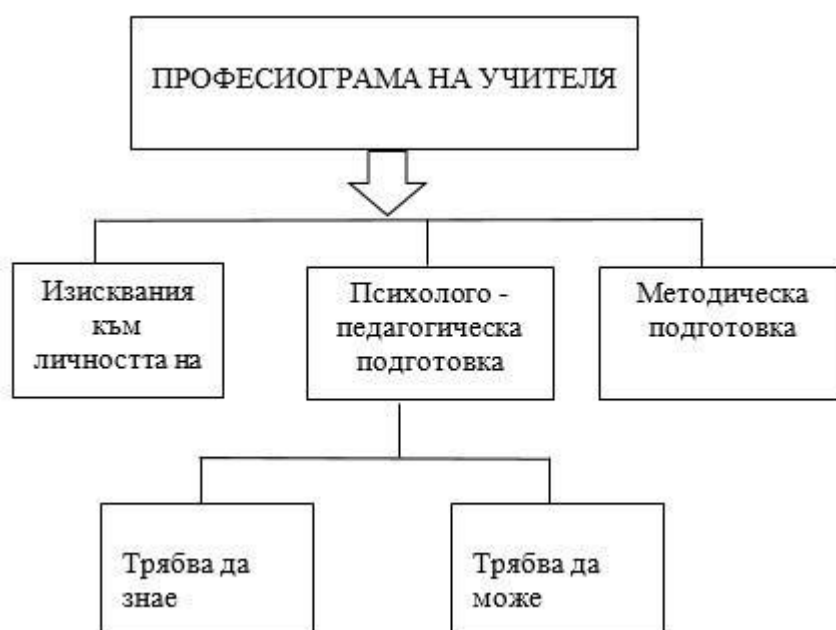 ПРОФЕСИОГРАМА НА УЧИТЕЛЯ
Изисквания
към
личността на
Психолого -
педагогическа
подготовка
Методическа
подготовка
Трябва да
знае
Трябва да
може